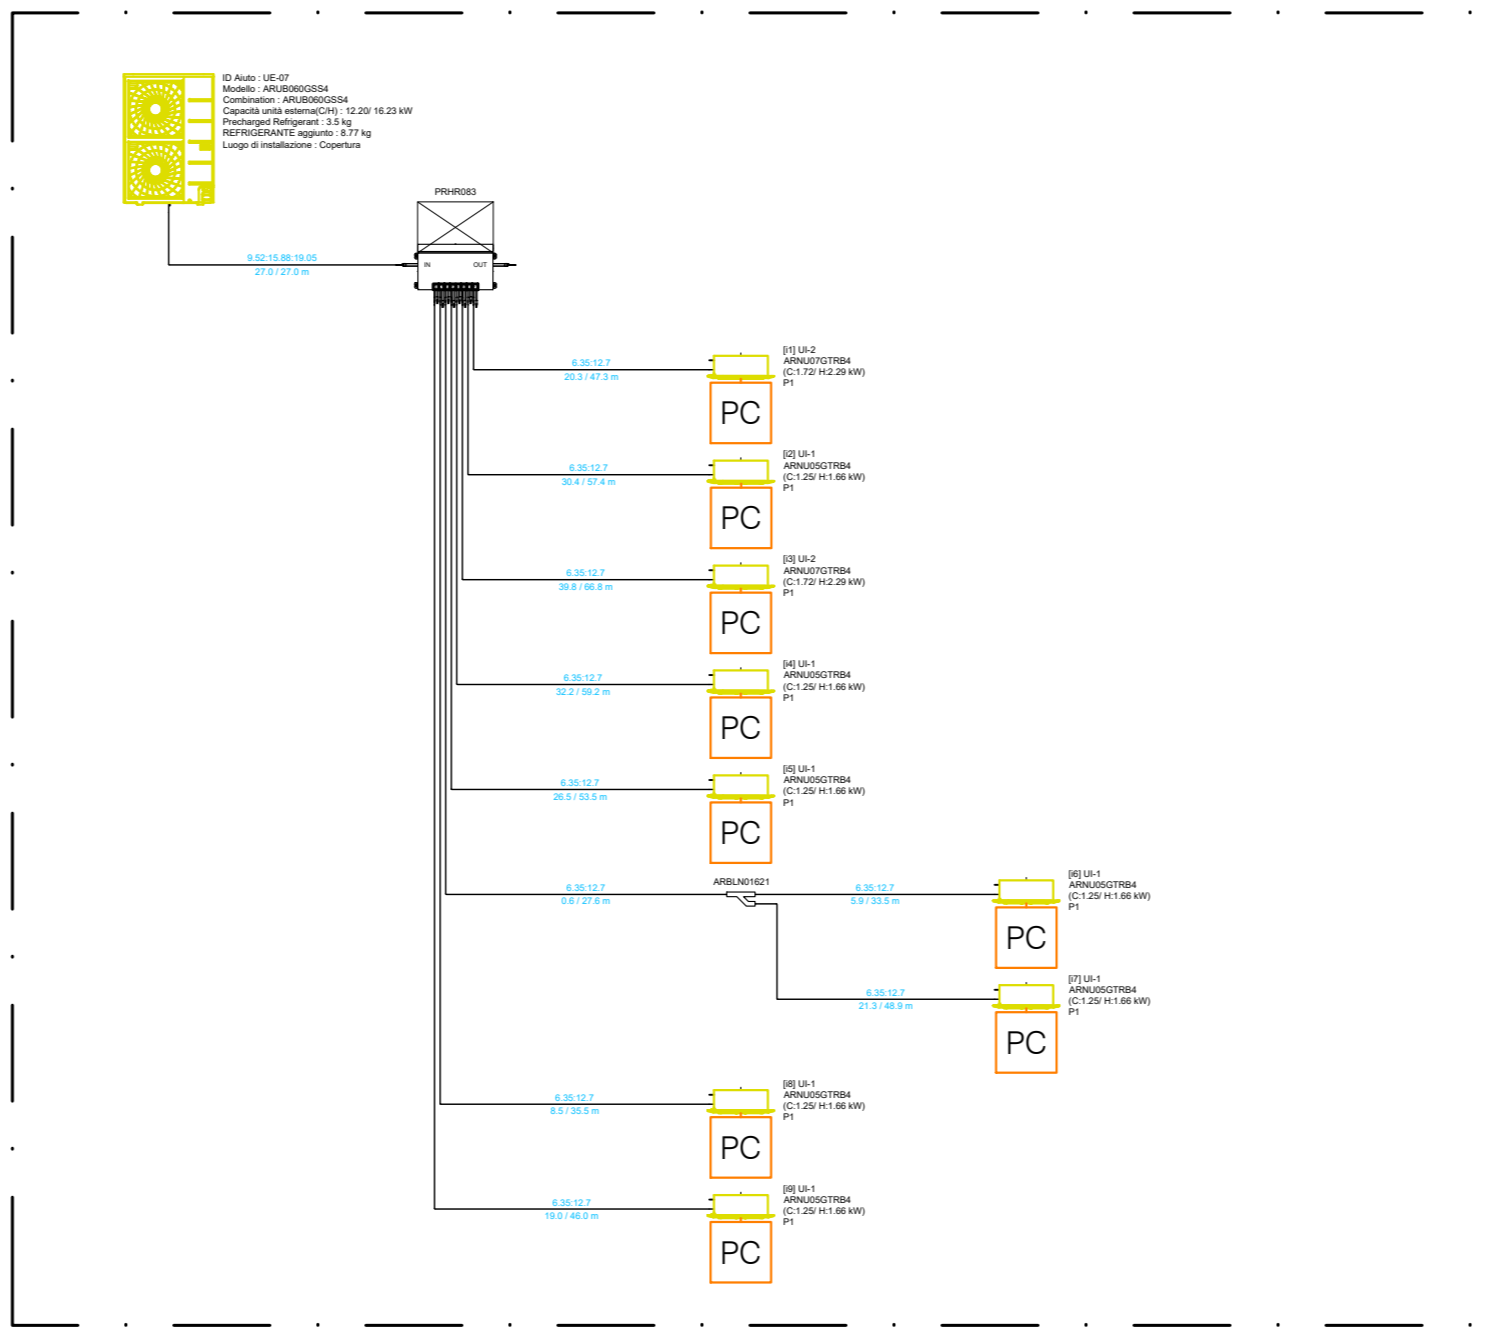 ID Aiuto : UE-07
Modello : ARUB060GSS4
Combination : ARUB060GSS4
Capacità unità esterna(C/H) : 12.20/ 16.23 kW
Precharged Refrigerant : 3.5 kg
REFRIGERANTE aggiunto : 8.77 kg
Luogo di installazione : Copertura
PRHR083
9.52:15.88:19.05
27.0 / 27.0 m
IN
OUT
[i1] UI-2
ARNU07GTRB4
(C:1.72/ H:2.29 kW)
P1
6.35:12.7
20.3 / 47.3 m
PC
[i2] UI-1
ARNU05GTRB4
(C:1.25/ H:1.66 kW)
P1
6.35:12.7
30.4 / 57.4 m
PC
[i3] UI-2
ARNU07GTRB4
(C:1.72/ H:2.29 kW)
P1
6.35:12.7
39.8 / 66.8 m
PC
[i4] UI-1
ARNU05GTRB4
(C:1.25/ H:1.66 kW)
P1
6.35:12.7
32.2 / 59.2 m
PC
[i5] UI-1
ARNU05GTRB4
(C:1.25/ H:1.66 kW)
P1
6.35:12.7
26.5 / 53.5 m
PC
6.35:12.7
0.6 / 27.6 m
ARBLN01621
6.35:12.7
5.9 / 33.5 m
[i6] UI-1
ARNU05GTRB4
(C:1.25/ H:1.66 kW)
P1
PC
6.35:12.7
21.3 / 48.9 m
[i7] UI-1
ARNU05GTRB4
(C:1.25/ H:1.66 kW)
P1
PC
[i8] UI-1
ARNU05GTRB4
(C:1.25/ H:1.66 kW)
P1
6.35:12.7
8.5 / 35.5 m
PC
[i9] UI-1
ARNU05GTRB4
(C:1.25/ H:1.66 kW)
P1
6.35:12.7
19.0 / 46.0 m
PC